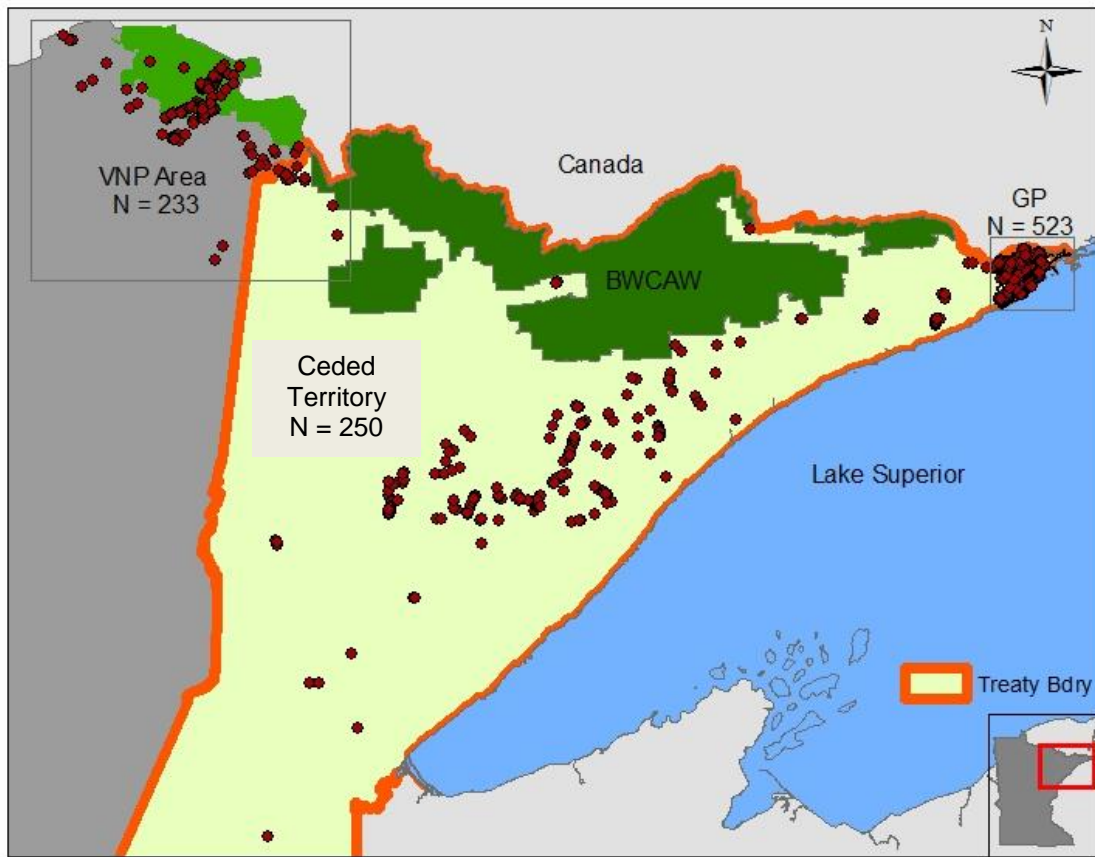 N
Canada
VNP Area
N = 233
GP
N = 523
BWCAW
Ceded
Territory
N = 250
Lake Superior
Treaty Bdry